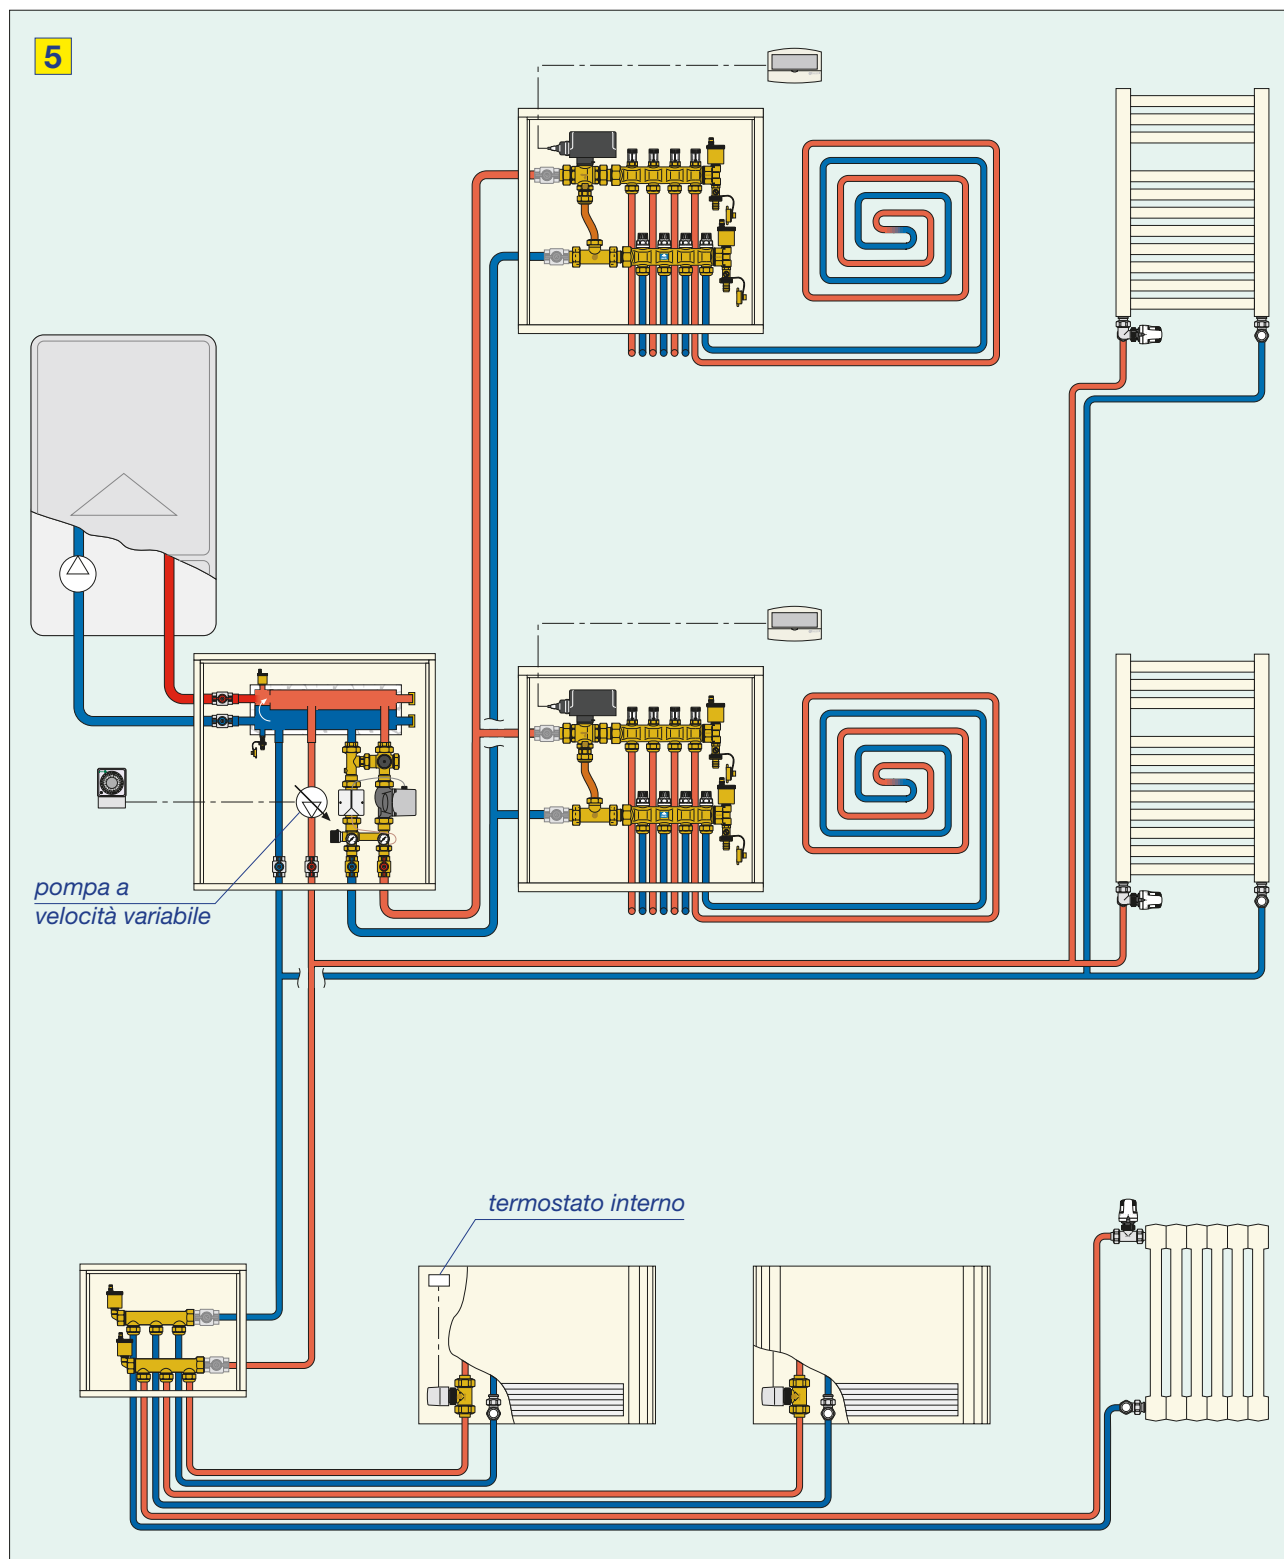 5
pompa a
velocità variabile
termostato interno